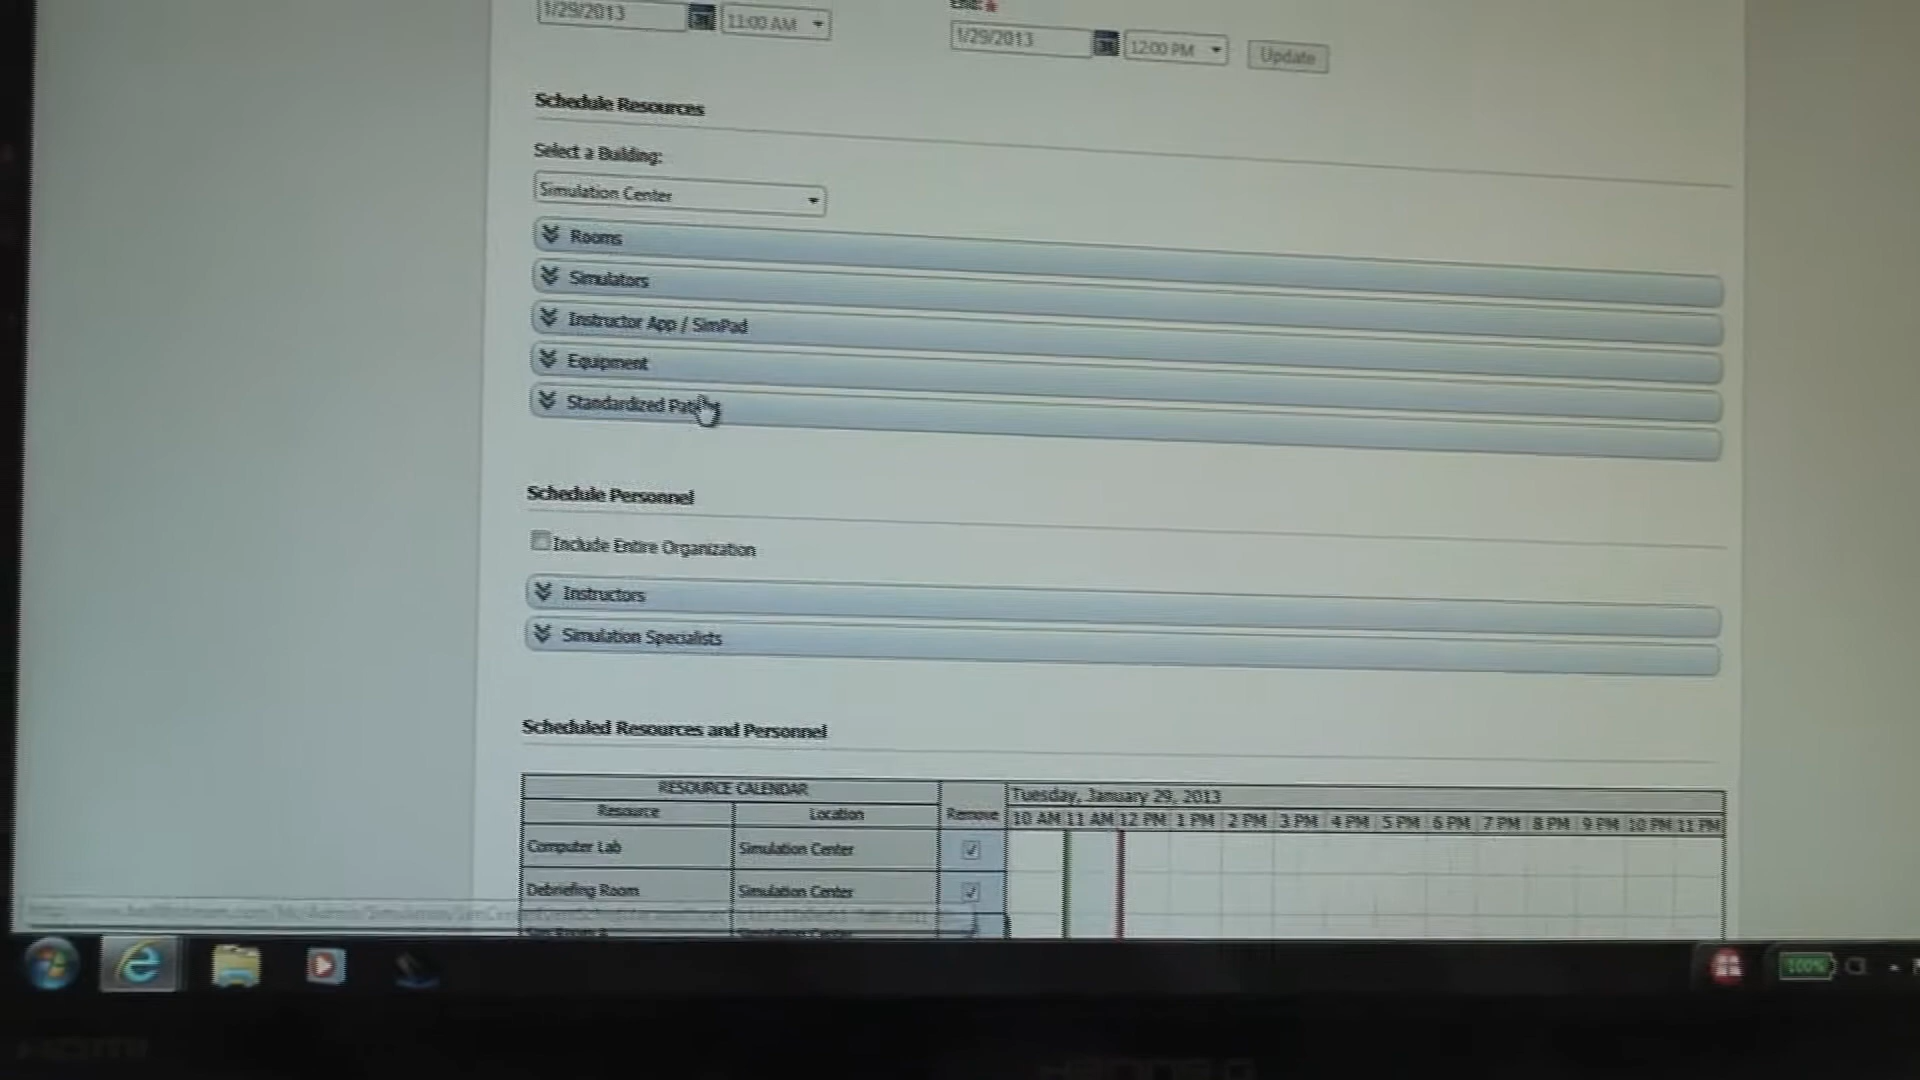 1/29/2013 11:00 AM
End: *
1/29/2013 12:00 PM Update
Schedule Resources
Select a Building:
Simulation Center
Rooms
Simulators
Instructor App / SimPad
Equipment
Standardized
Schedule Personnel
Include Entire Organization
Instructors
Simulation Specialists
Scheduled Resources and Personnel
RESOURCE CALENDAR
Resource Location Remove
Tuesday, January 29, 2013
10 AM 11 AM 12 PM 1 PM 2 PM 3 PM 4 PM 5 PM 6 PM 7 PM 8 PM 9 PM 10 PM 11 PM
Computer Lab Simulation Center
Debriefing Room Simulation Center
Simulation Center
100%